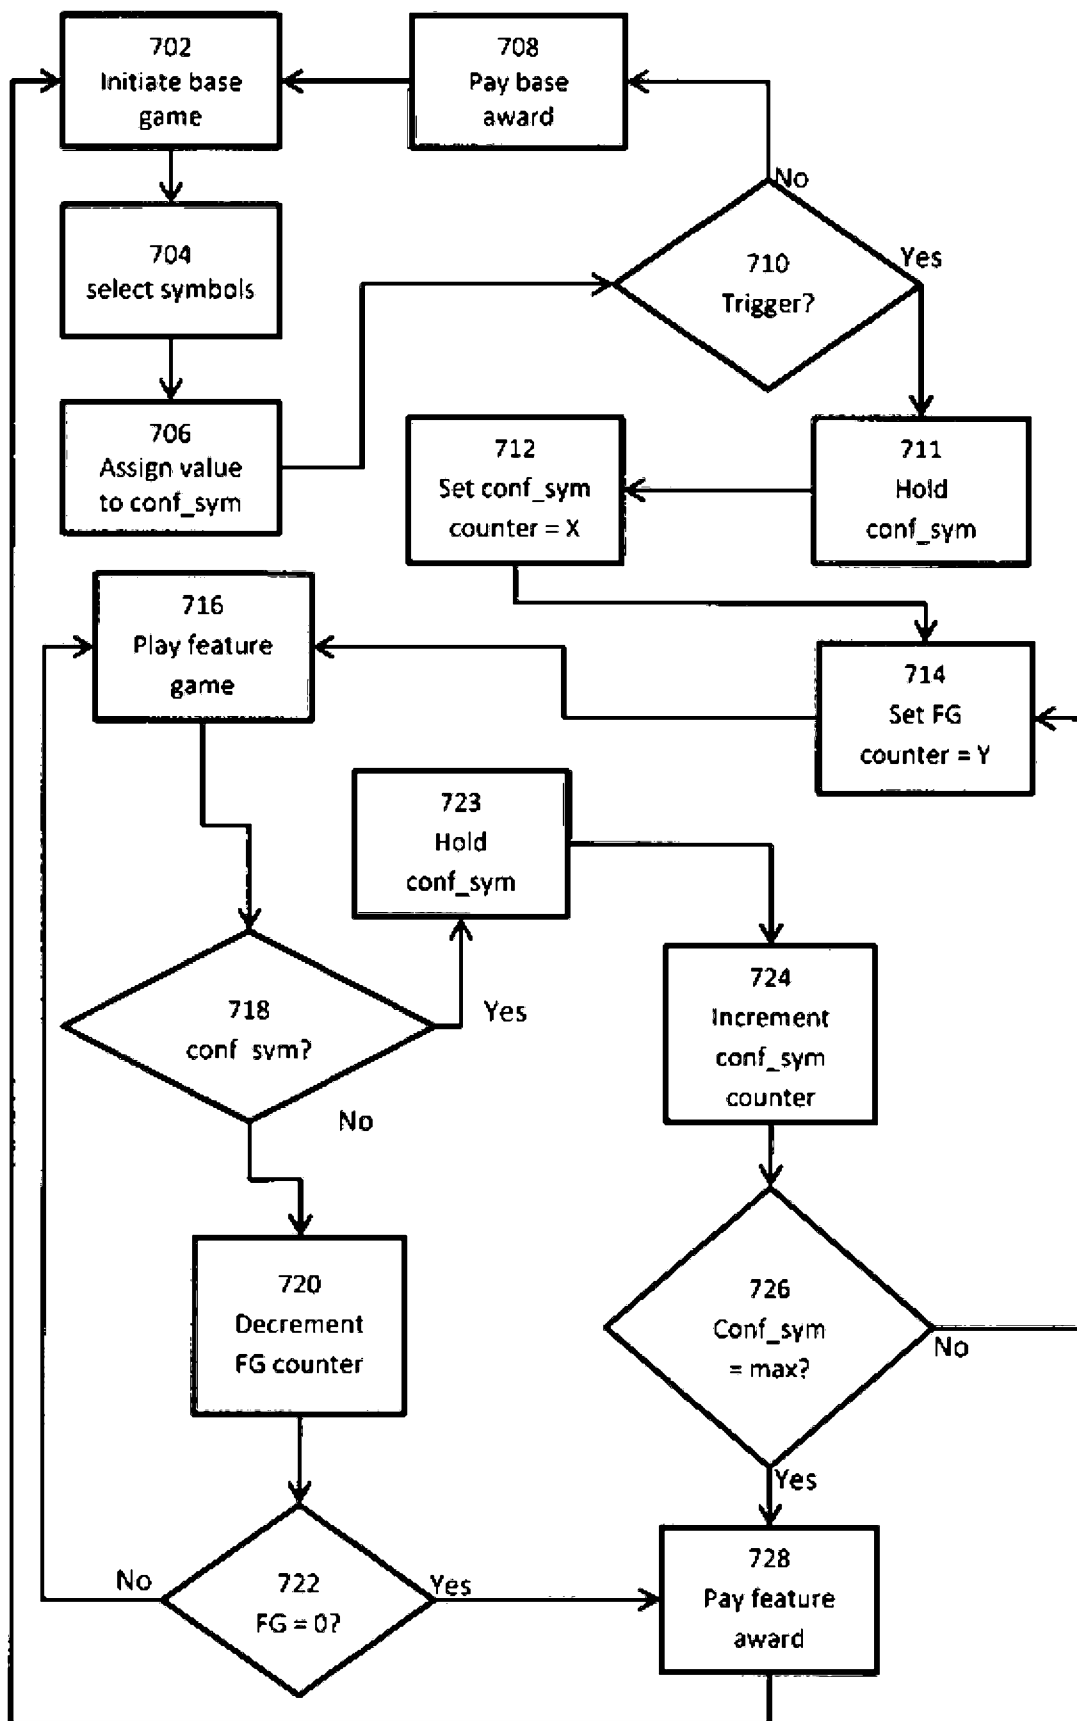 702
Initiate base
game
708
Pay base
award
No
704
select symbols
710
Trigger?
Yes
706
Assign value
to conf_sym
712
Set conf_sym
counter = X
711
Hold
conf_sym
716
Play feature
game
714
Set FG
counter = Y
723
Hold
conf_sym
718
conf_sym?
Yes
No
724
Increment
conf_sym
counter
720
Decrement
FG counter
726
Conf_sym
= max?
No
Yes
722
FG = 0?
No
Yes
728
Pay feature
award